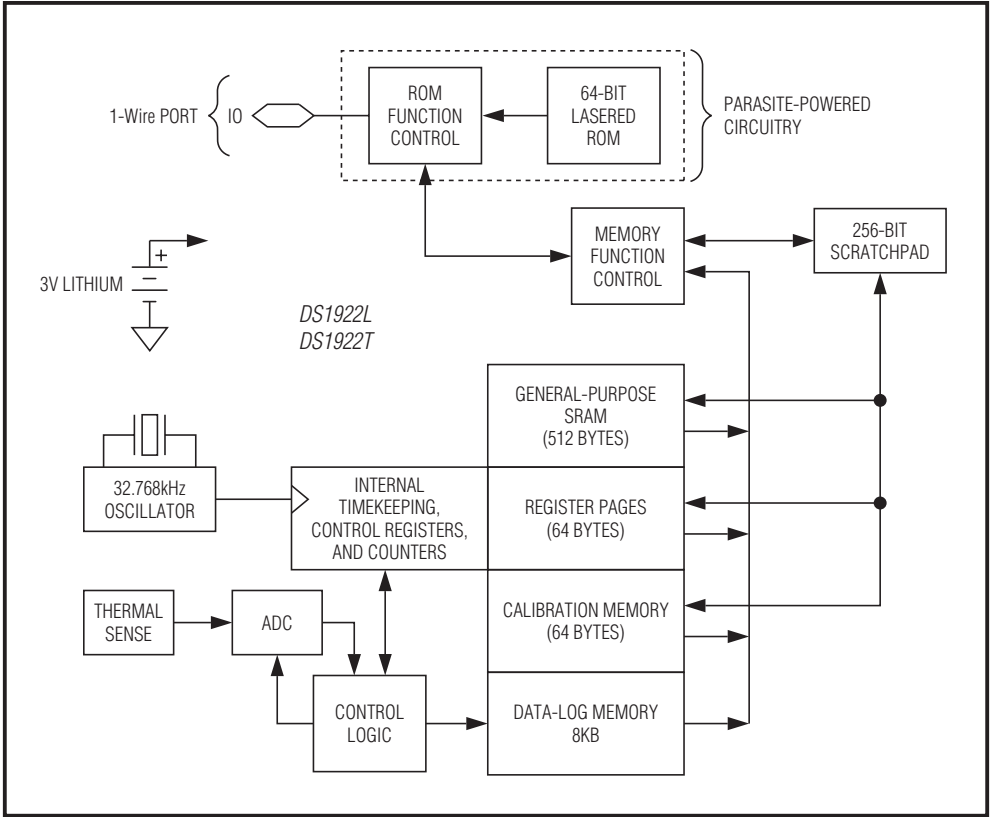 1-Wire PORT
IO
ROM
FUNCTION
CONTROL
64-BIT
LASERED
ROM
PARASITE-POWERED
CIRCUITRY
MEMORY
FUNCTION
CONTROL
256-BIT
SCRATCHPAD
3V LITHIUM
+
DS1922L
DS1922T
GENERAL-PURPOSE
SRAM
(512 BYTES)
32.768kHz
OSCILLATOR
INTERNAL
TIMEKEEPING,
CONTROL REGISTERS,
AND COUNTERS
REGISTER PAGES
(64 BYTES)
THERMAL
SENSE
ADC
CALIBRATION MEMORY
(64 BYTES)
CONTROL
LOGIC
DATA-LOG MEMORY
8KB